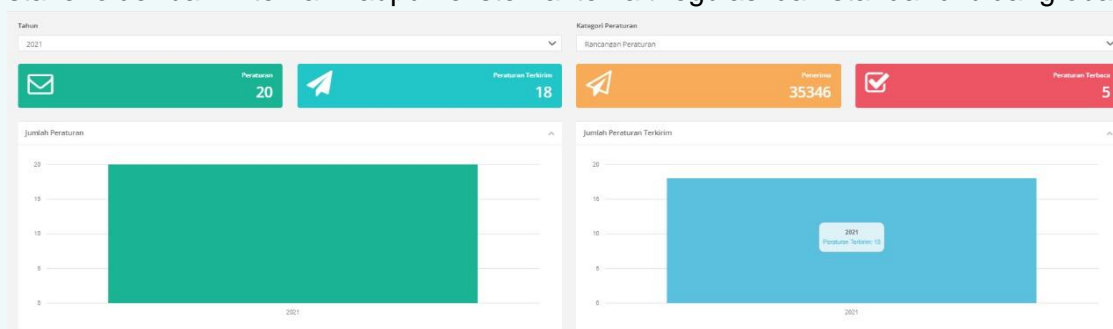 Tahun
2021
Kategori Peraturan
Rancangan Peraturan
Peraturan
20
Peraturan Terkirim
18
Penerima
35346
Peraturan Terbaca
5
Jumlah Peraturan
20
15
10
5
0
2021
Jumlah Peraturan Terkirim
20
15
10
5
0
2021
Peraturan Terkirim: 18
2021